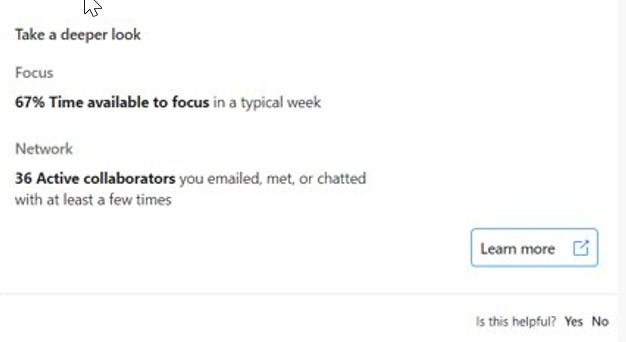 Take a deeper look
Focus
67% Time available to focus in a typical week
Network
36 Active collaborators you emailed, met, or chatted
with at least a few times
Learn more
Is this helpful? Yes No